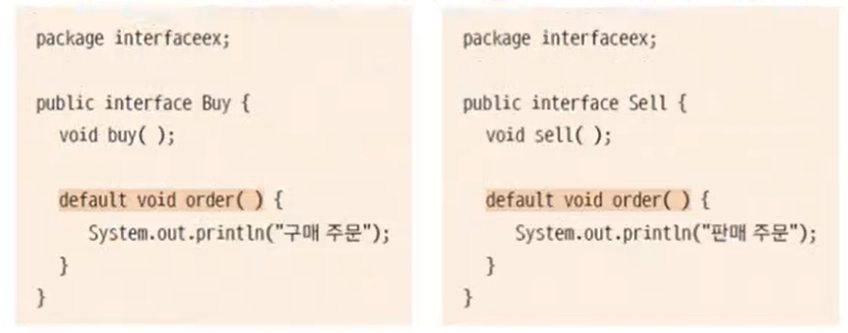 package interfaceex;
public interface Buy {
void buy( );
default void order( ) {
System.out.println("구매 주문");
}
}
package interfaceex;
public interface Sell {
void sell( );
default void order( ) {
System.out.println("판매 주문");
}
}